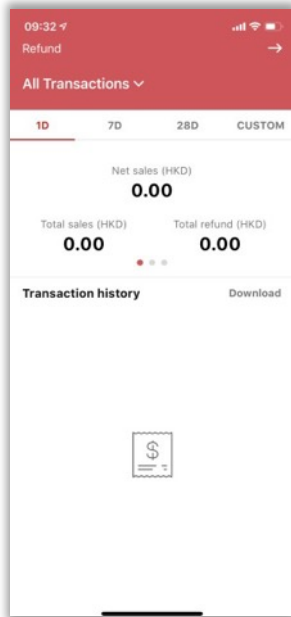 09:32
Refund
All Transactions
1D 7D 28D CUSTOM
Net sales (HKD)
0.00
Total sales (HKD) Total refund (HKD)
0.00 0.00
Transaction history Download
$